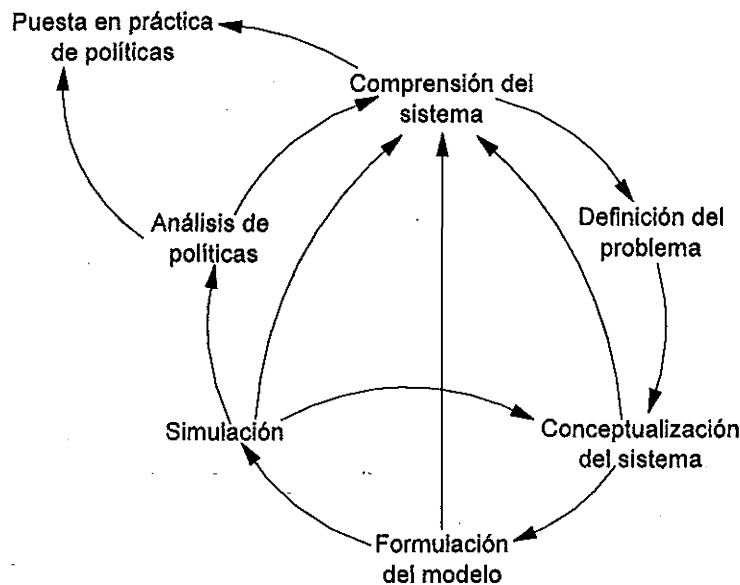 Puesta en práctica
de políticas
Comprensión del
sistema
Definición del
problema
Análisis de
políticas
Simulación
Conceptualización
del sistema
Formulación
del modelo